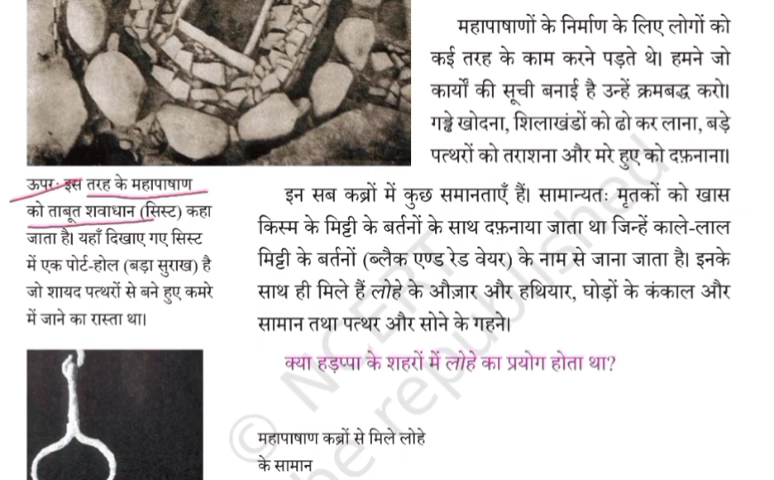 महापाषाणों के निर्माण के लिए लोगों को
कई तरह के काम करने पड़ते थे। हमने जो
कार्यों की सूची बनाई है उन्हें क्रमबद्ध करो।
गड्ढे खोदना, शिलाखंडों को ढो कर लाना, बड़े
पत्थरों को तराशना और मरे हुए को दफ़नाना।
ऊपर: इस तरह के महापाषाण
को ताबूत शवाधान (सिस्ट) कहा
जाता है। यहाँ दिखाए गए सिस्ट
में एक पोर्ट-होल (बड़ा सुराख) है
जो शायद पत्थरों से बने हुए कमरे
में जाने का रास्ता था।
इन सब कब्रों में कुछ समानताएँ हैं। सामान्यतः मृतकों को खास
किस्म के मिट्टी के बर्तनों के साथ दफ़नाया जाता था जिन्हें काले-लाल
मिट्टी के बर्तनों (ब्लैक एण्ड रेड वेयर) के नाम से जाना जाता है। इनके
साथ ही मिले हैं लोहे के औज़ार और हथियार, घोड़ों के कंकाल और
सामान तथा पत्थर और सोने के गहने।
क्या हड़प्पा के शहरों में लोहे का प्रयोग होता था?
महापाषाण कब्रों से मिले लोहे
के सामान
© NCERT
be republished